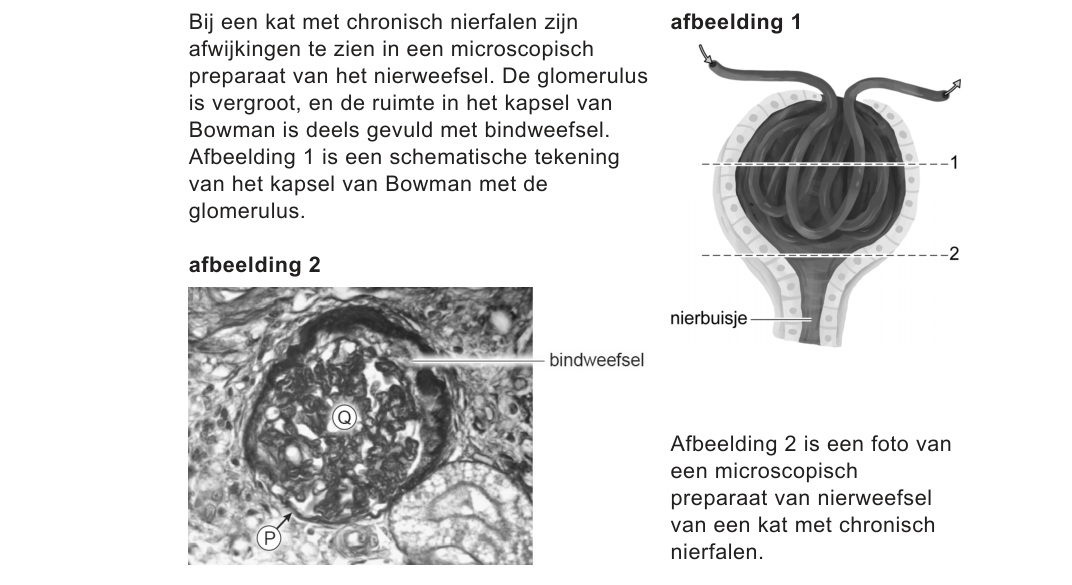 Bij een kat met chronisch nierfalen zijn
afwijkingen te zien in een microscopisch
preparaat van het nierweefsel. De glomerulus
is vergroot, en de ruimte in het kapsel van
Bowman is deels gevuld met bindweefsel.
Afbeelding 1 is een schematische tekening
van het kapsel van Bowman met de
glomerulus.
afbeelding 1
1
2
nierbuisje
afbeelding 2
bindweefsel
Q
P
Afbeelding 2 is een foto van
een microscopisch
preparaat van nierweefsel
van een kat met chronisch
nierfalen.